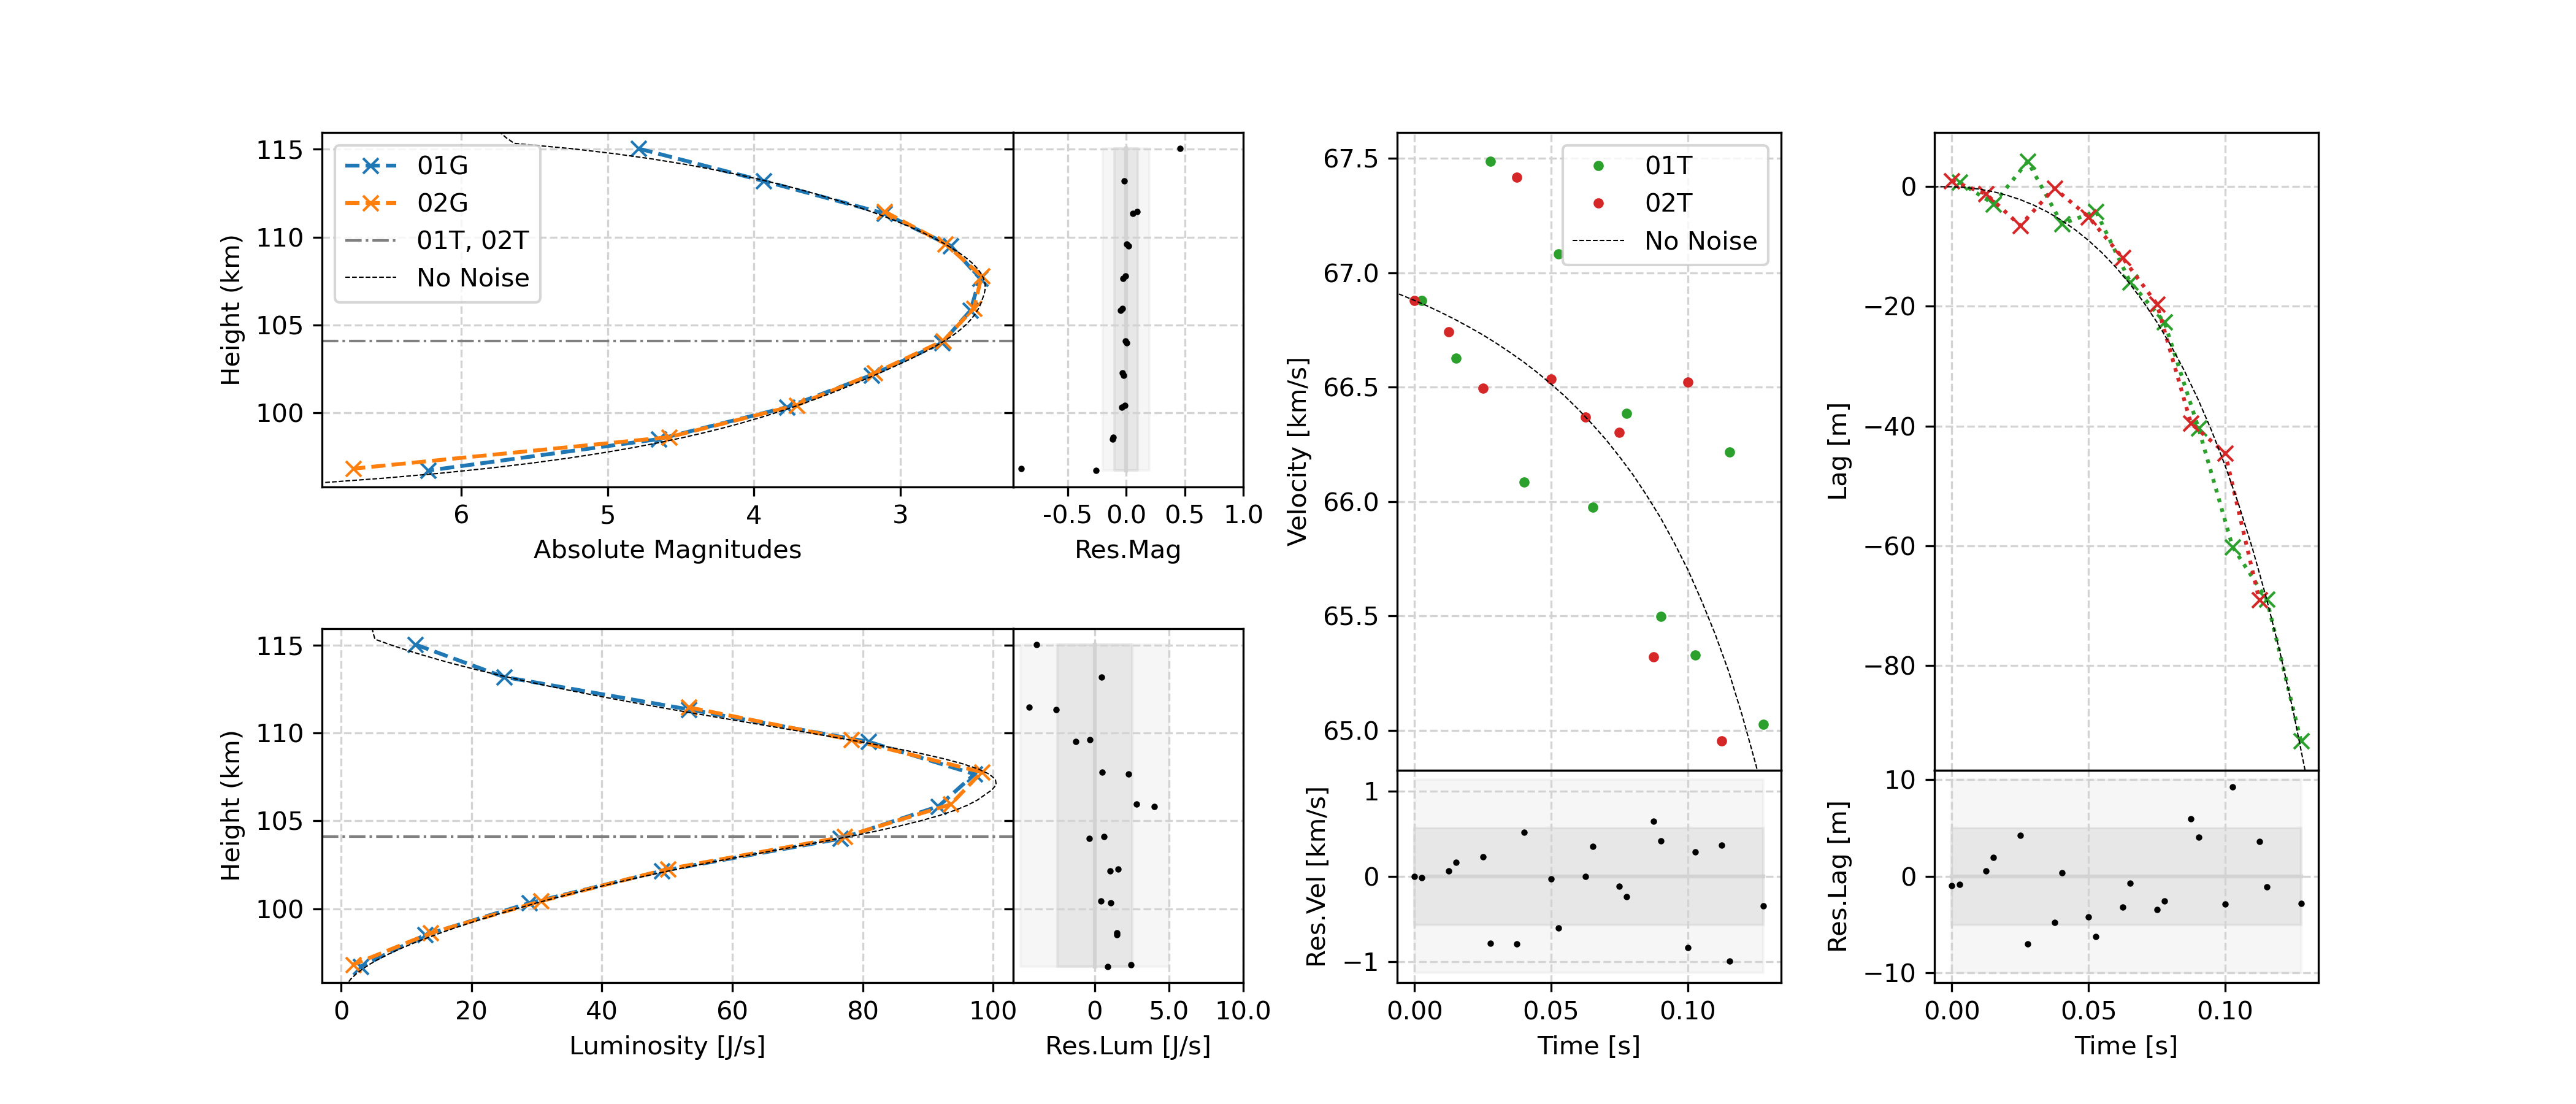 115
110
105
100
Height (km)
01G
02G
01T, 02T
No Noise
6
5
4
3
Absolute Magnitudes
-0.5
0.0
0.5
1.0
Res.Mag
115
110
105
100
Height (km)
0
20
40
60
80
100
Luminosity [J/s]
0
5.0
10.0
Res.Lum [J/s]
67.5
67.0
66.5
66.0
65.5
65.0
Velocity [km/s]
01T
02T
No Noise
1
0
−1
Res.Vel [km/s]
0.00
0.05
0.10
Time [s]
0
−20
−40
−60
−80
Lag [m]
10
0
−10
Res.Lag [m]
0.00
0.05
0.10
Time [s]